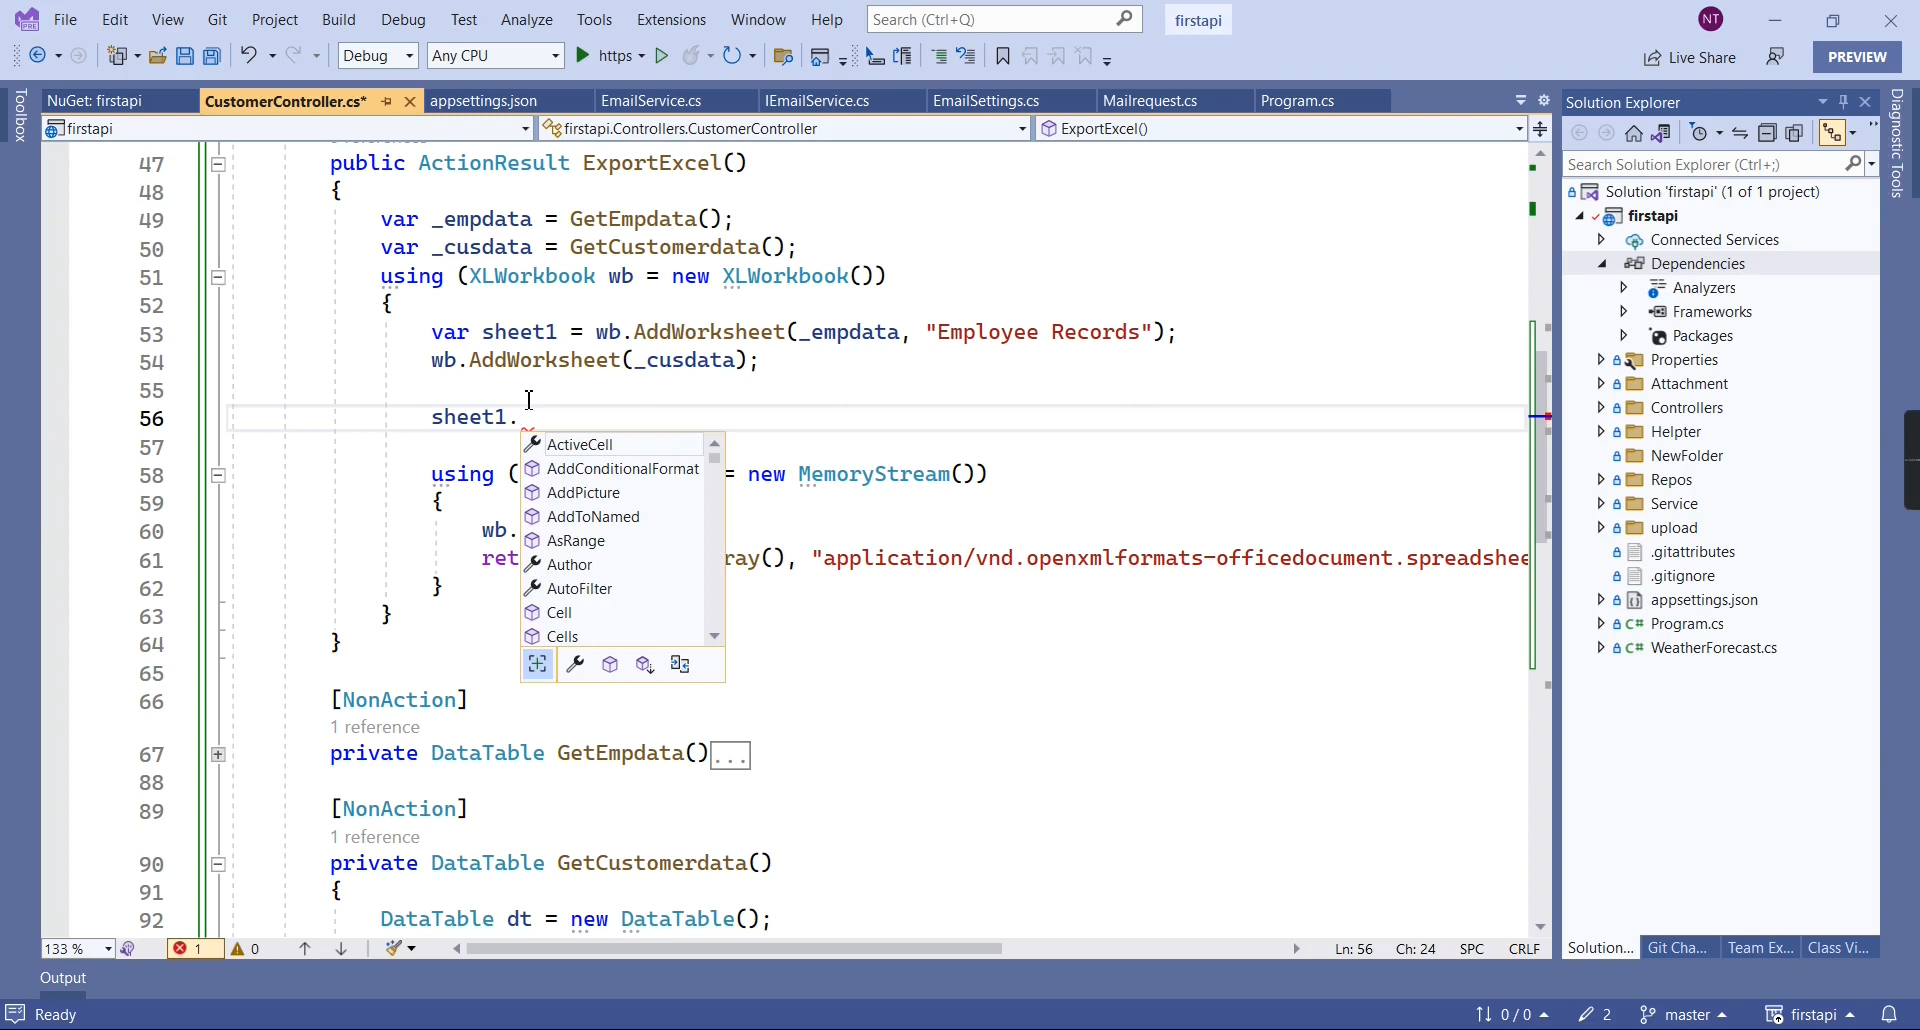 File Edit View Git Project Build Debug Test Analyze Tools Extensions Window Help Search (Ctrl+Q) firstapi NT
Debug Any CPU https Live Share PREVIEW
Toolbox
NuGet: firstapi CustomerController.cs* appsettings.json EmailService.cs IEmailService.cs EmailSettings.cs Mailrequest.cs Program.cs
firstapi firstapi.Controllers.CustomerController ExportExcel()
47 public ActionResult ExportExcel()
48 {
49 var _empdata = GetEmpdata();
50 var _cusdata = GetCustomerdata();
51 using (XLWorkbook wb = new XLWorkbook())
52 {
53 var sheet1 = wb.AddWorksheet(_empdata, "Employee Records");
54 wb.AddWorksheet(_cusdata);
55
56 sheet1.
57
58 using ( = new MemoryStream())
59 {
60 wb.
61 ret ray(), "application/vnd.openxmlformats-officedocument.spreadshee
62 }
63 }
64 }
65
66 [NonAction]
1 reference
67 private DataTable GetEmpdata()...
88
89 [NonAction]
1 reference
90 private DataTable GetCustomerdata()
91 {
92 DataTable dt = new DataTable();
ActiveCell
AddConditionalFormat
AddPicture
AddToNamed
AsRange
Author
AutoFilter
Cell
Cells
133 % 1 0 Ln: 56 Ch: 24 SPC CRLF
Output
Solution Explorer
Search Solution Explorer (Ctrl+;)
Solution 'firstapi' (1 of 1 project)
firstapi
Connected Services
Dependencies
Analyzers
Frameworks
Packages
Properties
Attachment
Controllers
Helpter
NewFolder
Repos
Service
upload
.gitattributes
.gitignore
appsettings.json
C# Program.cs
C# WeatherForecast.cs
Solution... Git Cha... Team Ex... Class Vi...
Diagnostic Tools
Ready 0 / 0 2 master firstapi